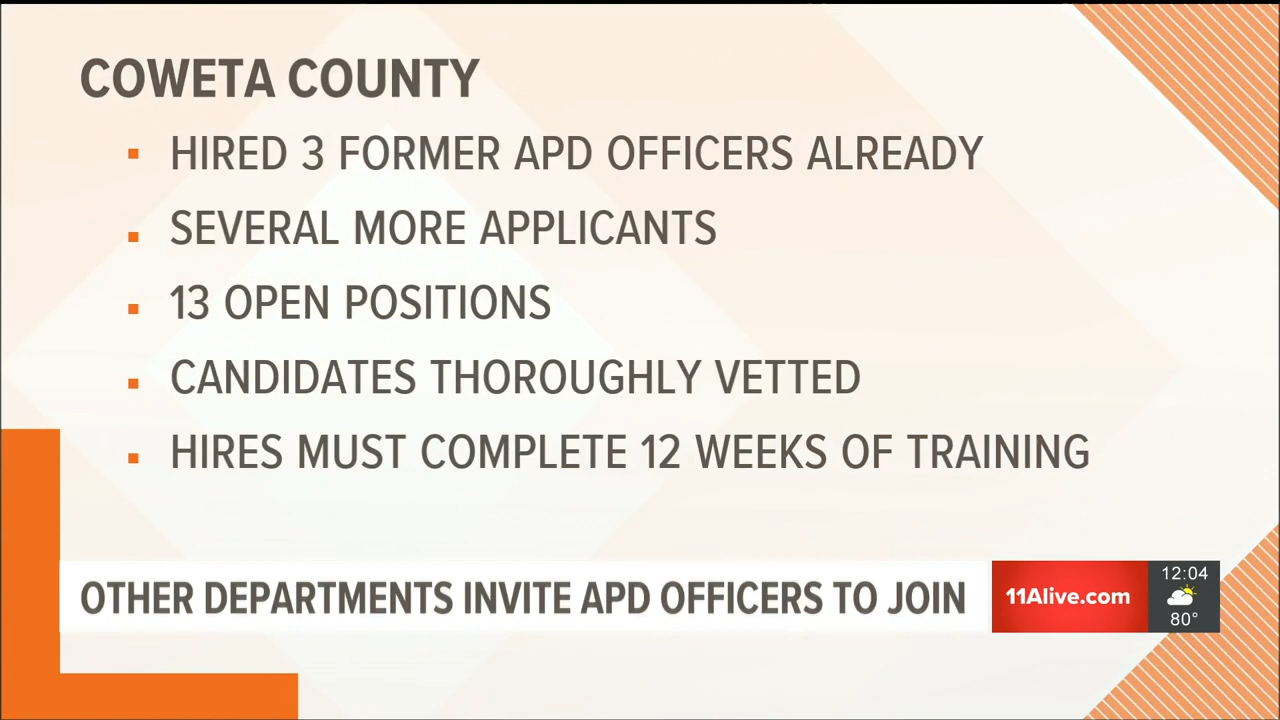 COWETA COUNTY
HIRED 3 FORMER APD OFFICERS ALREADY
SEVERAL MORE APPLICANTS
13 OPEN POSITIONS
CANDIDATES THOROUGHLY VETTED
HIRES MUST COMPLETE 12 WEEKS OF TRAINING
OTHER DEPARTMENTS INVITE APD OFFICERS TO JOIN
11Alive.com
12:04
80°